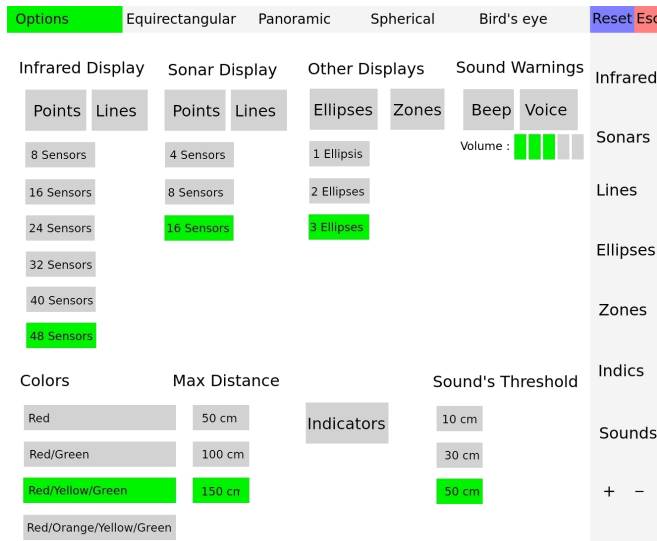 Options Equirectangular Panoramic Spherical Bird's eye Reset Esc
Infrared Display Sonar Display Other Displays Sound Warnings
Infrared
Points Lines Points Lines Ellipses Zones Beep Voice
Sonars
Volume :
8 Sensors 4 Sensors 1 Ellipsis
16 Sensors 8 Sensors 2 Ellipses
Lines
24 Sensors 16 Sensors 3 Ellipses
Ellipses
32 Sensors
40 Sensors
Zones
48 Sensors
Indics
Colors Max Distance Sound's Threshold
Red 50 cm Indicators 10 cm
Sounds
Red/Green 100 cm 30 cm
Red/Yellow/Green 150 cm 50 cm
+ −
Red/Orange/Yellow/Green